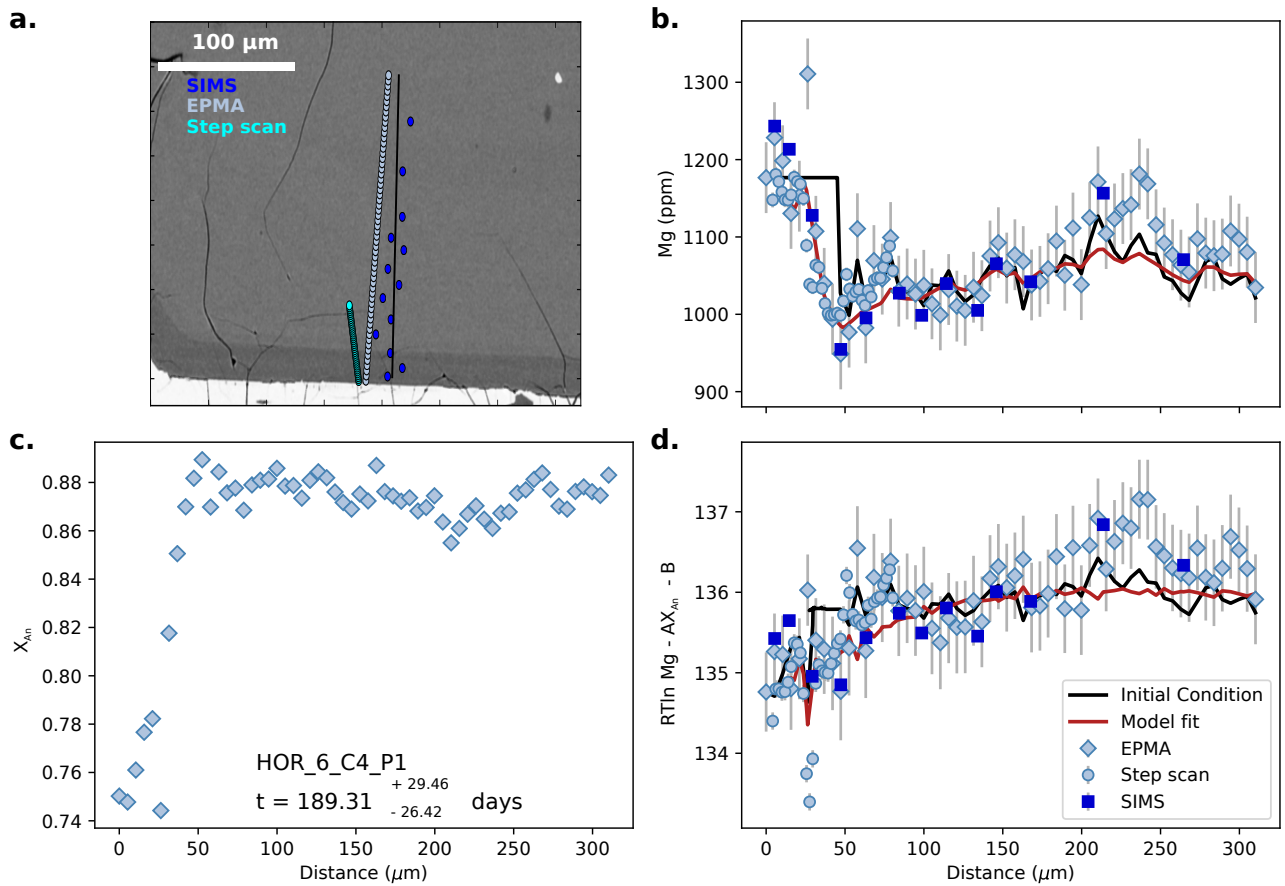 a.
100 μm
SIMS
EPMA
Step scan
b.
Mg (ppm)
1300
1200
1100
1000
900
0 50 100 150 200 250 300
c.
X_An
0.88
0.86
0.84
0.82
0.80
0.78
0.76
0.74
HOR_6_C4_P1
t = 189.31 + 29.46 - 26.42 days
0 50 100 150 200 250 300
Distance (μm)
d.
RTln Mg - AX_An - B
137
136
135
134
Initial Condition
Model fit
EPMA
Step scan
SIMS
0 50 100 150 200 250 300
Distance (μm)